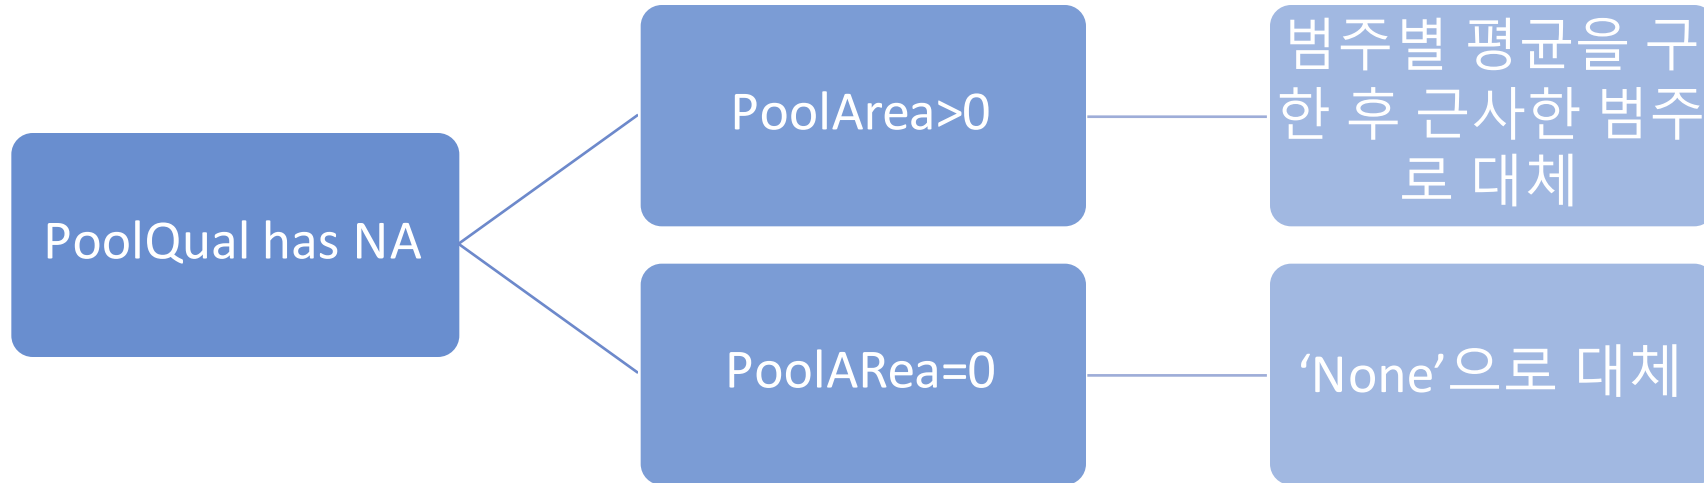 PoolQual has NA
PoolArea>0
범주별 평균을 구
한 후 근사한 범주
로 대체
PoolARea=0
‘None’으로 대체